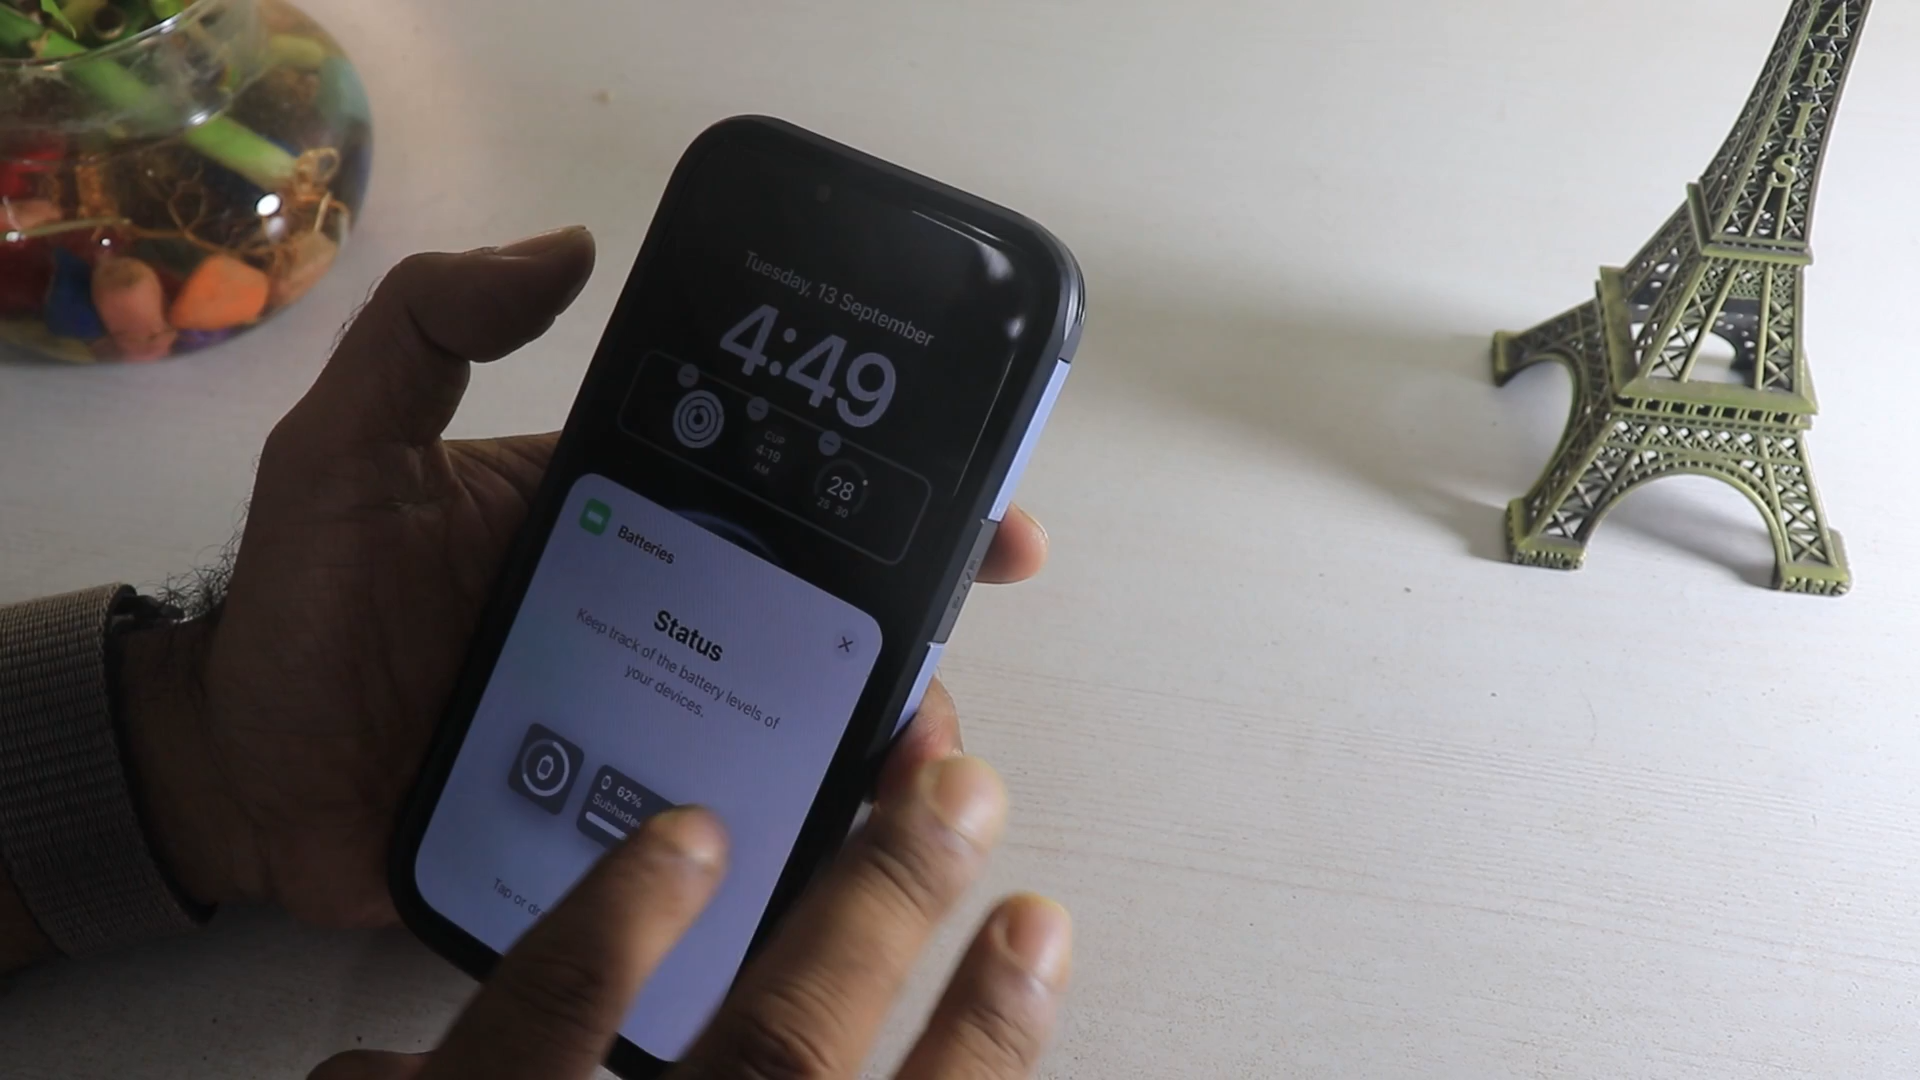 PARIS
Tuesday, 13 September
4:49
CUP
4:19
AM
28
25 30
Batteries
Status
Keep track of the battery levels of
your devices.
62%
Tap or